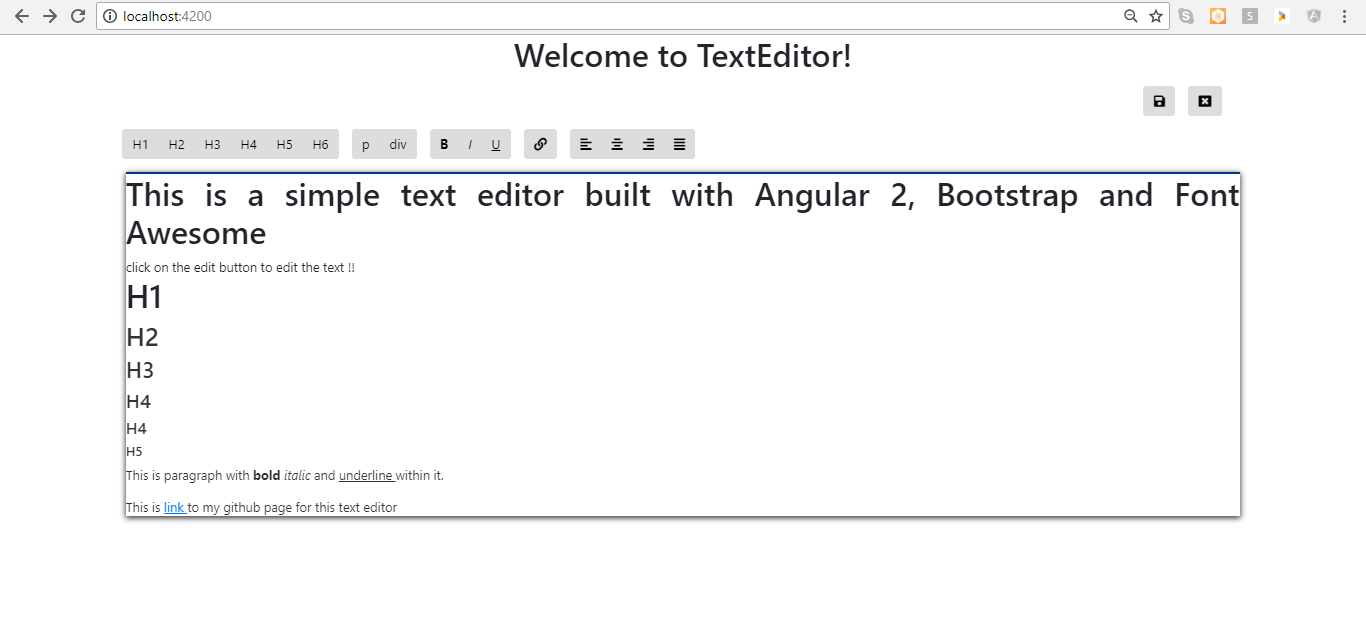 localhost:4200
Welcome to TextEditor!
H1 H2 H3 H4 H5 H6 p div B I U
This is a simple text editor built with Angular 2, Bootstrap and Font
Awesome
click on the edit button to edit the text !!
H1
H2
H3
H4
H4
H5
This is paragraph with bold italic and underline within it.
This is link to my github page for this text editor